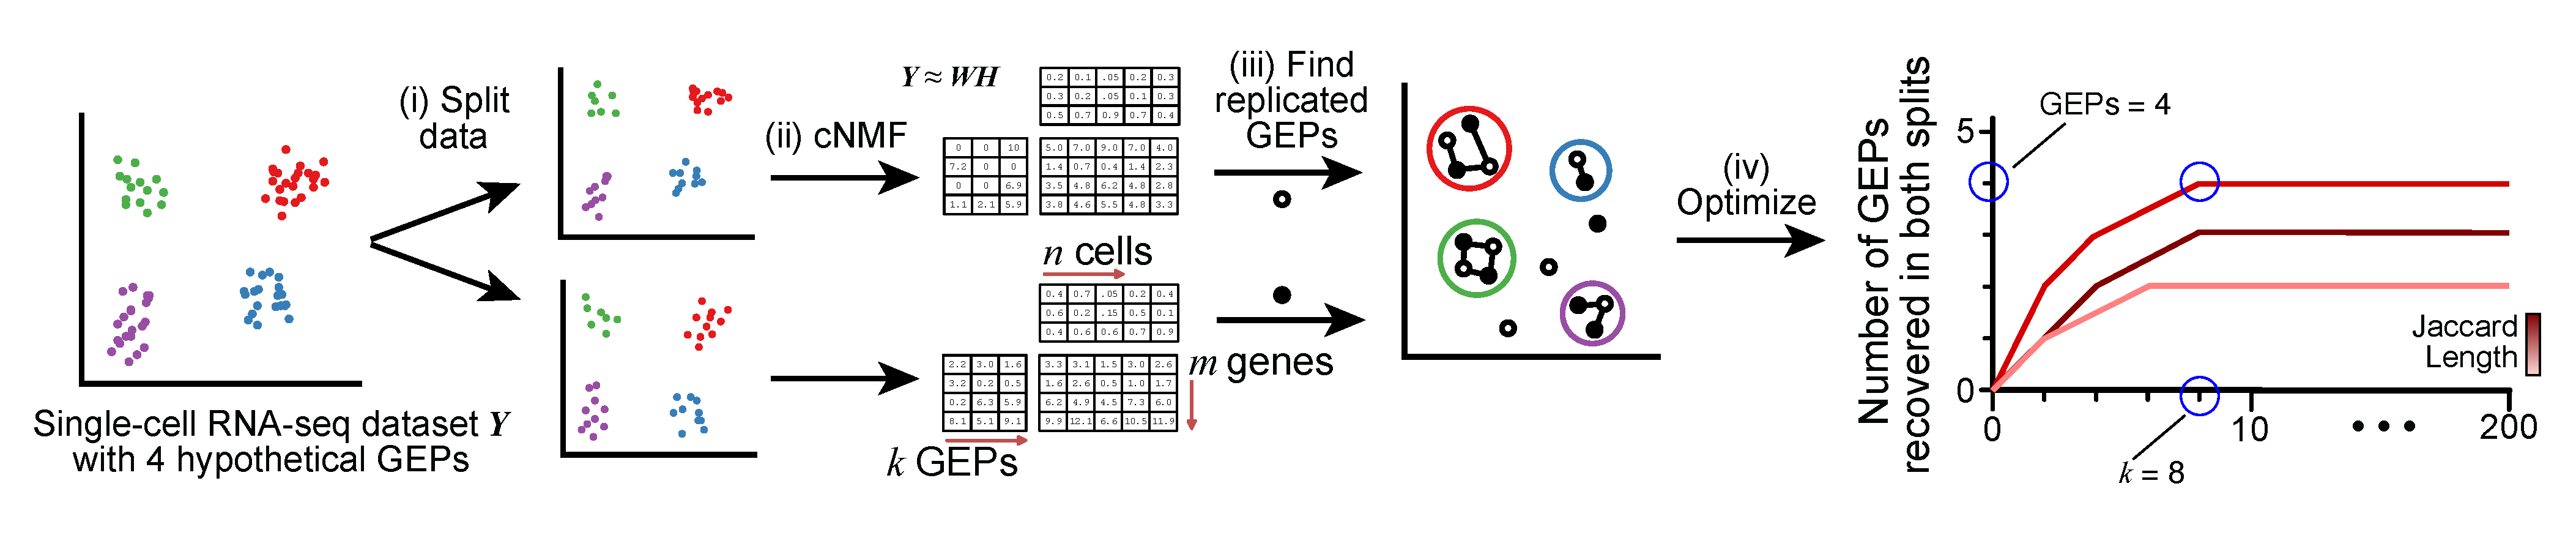 Single-cell RNA-seq dataset Y
with 4 hypothetical GEPs
(i) Split
data
(ii) cNMF
Y ≈ WH
0.2 0.1 .05 0.2 0.3
0.3 0.2 .05 0.1 0.3
0.5 0.7 0.9 0.7 0.4
0 0 10
7.2 0 0
0 0 6.9
1.1 2.1 5.9
5.0 7.0 9.0 7.0 4.0
1.4 0.7 0.4 1.4 2.3
3.5 4.8 6.2 4.8 2.8
3.8 4.6 5.5 4.8 3.3
n cells
0.4 0.7 .05 0.2 0.4
0.6 0.2 .15 0.5 0.1
0.4 0.6 0.6 0.7 0.9
2.2 3.0 1.6
3.2 0.2 0.5
0.2 6.3 5.9
8.1 5.1 9.1
3.3 3.1 1.5 3.0 2.6
1.6 2.6 0.5 1.0 1.7
6.2 4.9 4.5 7.3 6.0
9.9 12.1 6.6 10.5 11.9
m genes
k GEPs
(iii) Find
replicated
GEPs
(iv)
Optimize
Number of GEPs
recovered in both splits
GEPs = 4
5
0
0 10 200
k = 8
Jaccard
Length